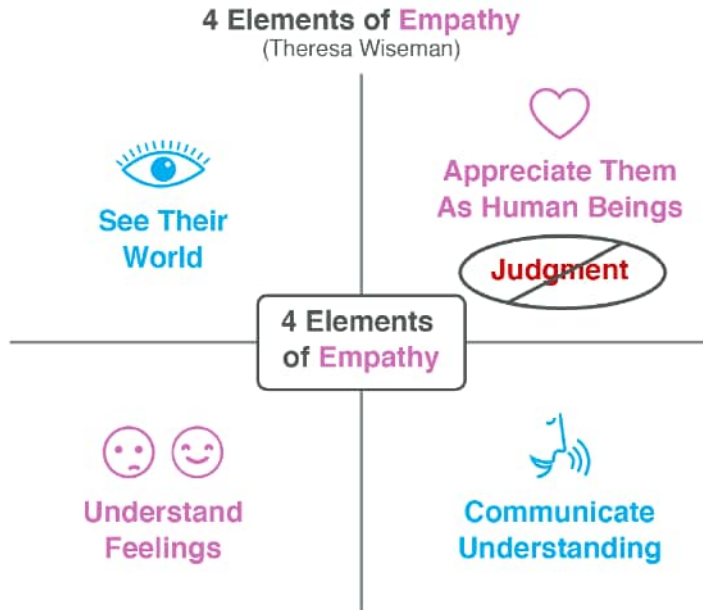 4 Elements of Empathy
(Theresa Wiseman)
See Their
World
Appreciate Them
As Human Beings
Judgment
4 Elements
of Empathy
Understand
Feelings
Communicate
Understanding